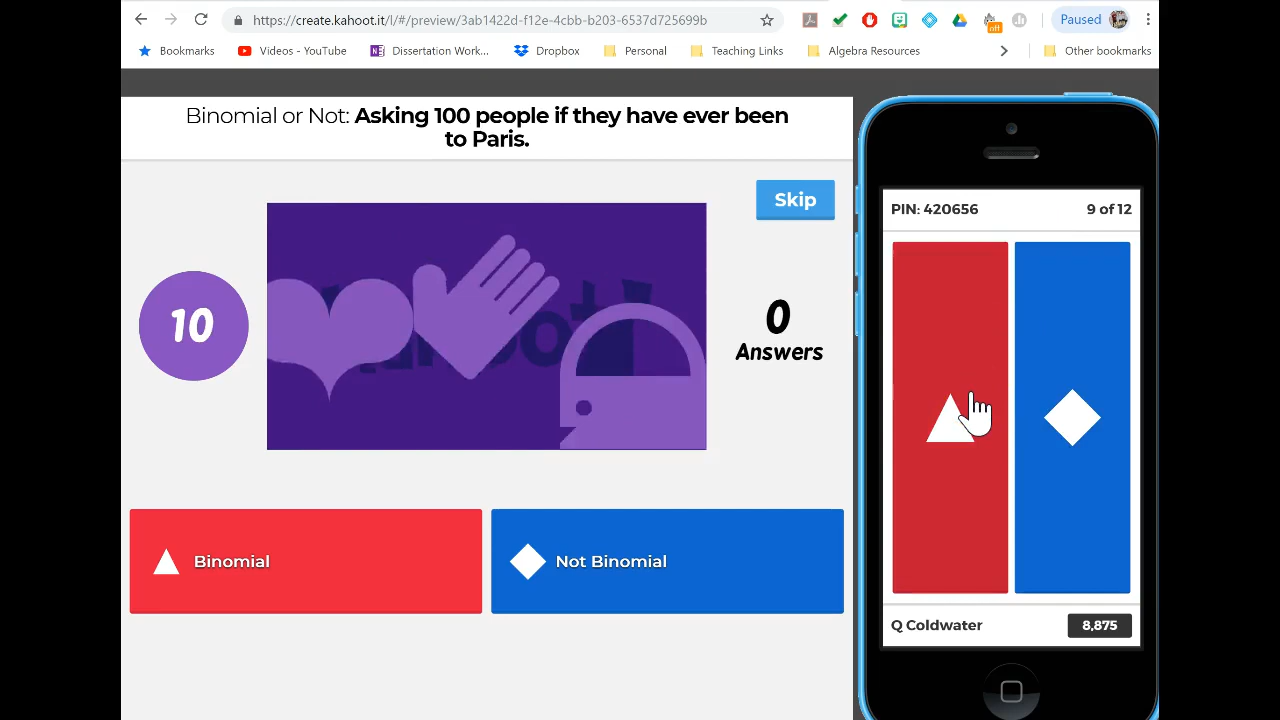 https://create.kahoot.it/l/#/preview/3ab1422d-f12e-4cbb-b203-6537d725699b
Paused
Bookmarks
Videos - YouTube
Dissertation Work...
Dropbox
Personal
Teaching Links
Algebra Resources
Other bookmarks
Binomial or Not: Asking 100 people if they have ever been
to Paris.
Skip
10
0
Answers
Binomial
Not Binomial
PIN: 420656
9 of 12
Q Coldwater
8,875